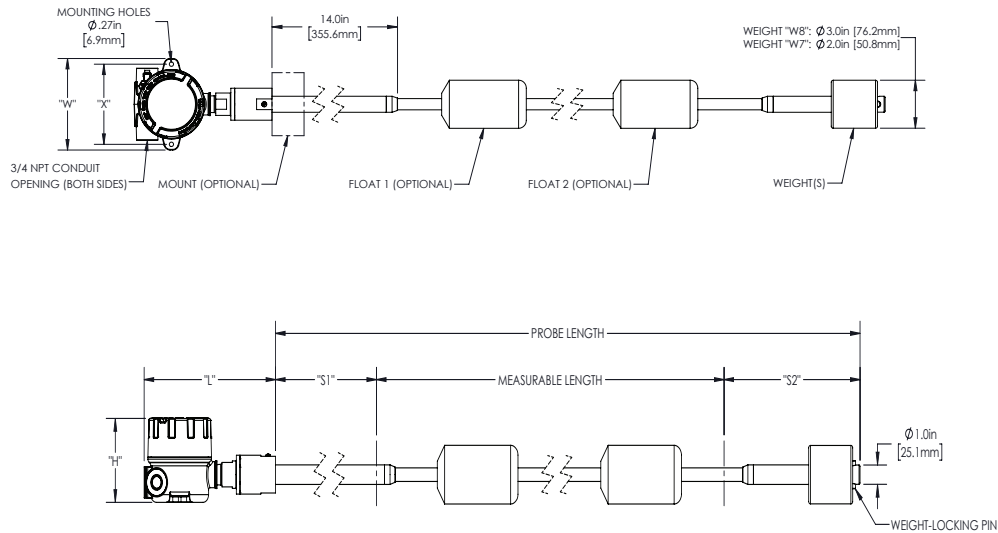 MOUNTING HOLES
Ø.27in
[6.9mm]
14.0in
[355.6mm]
WEIGHT "W8": Ø3.0in [76.2mm]
WEIGHT "W7": Ø2.0in [50.8mm]
"W"
"X"
3/4 NPT CONDUIT
OPENING (BOTH SIDES)
MOUNT (OPTIONAL)
FLOAT 1 (OPTIONAL)
FLOAT 2 (OPTIONAL)
WEIGHT(S)
PROBE LENGTH
"L"
"S1"
MEASURABLE LENGTH
"S2"
"H"
Ø1.0in
[25.1mm]
WEIGHT-LOCKING PIN